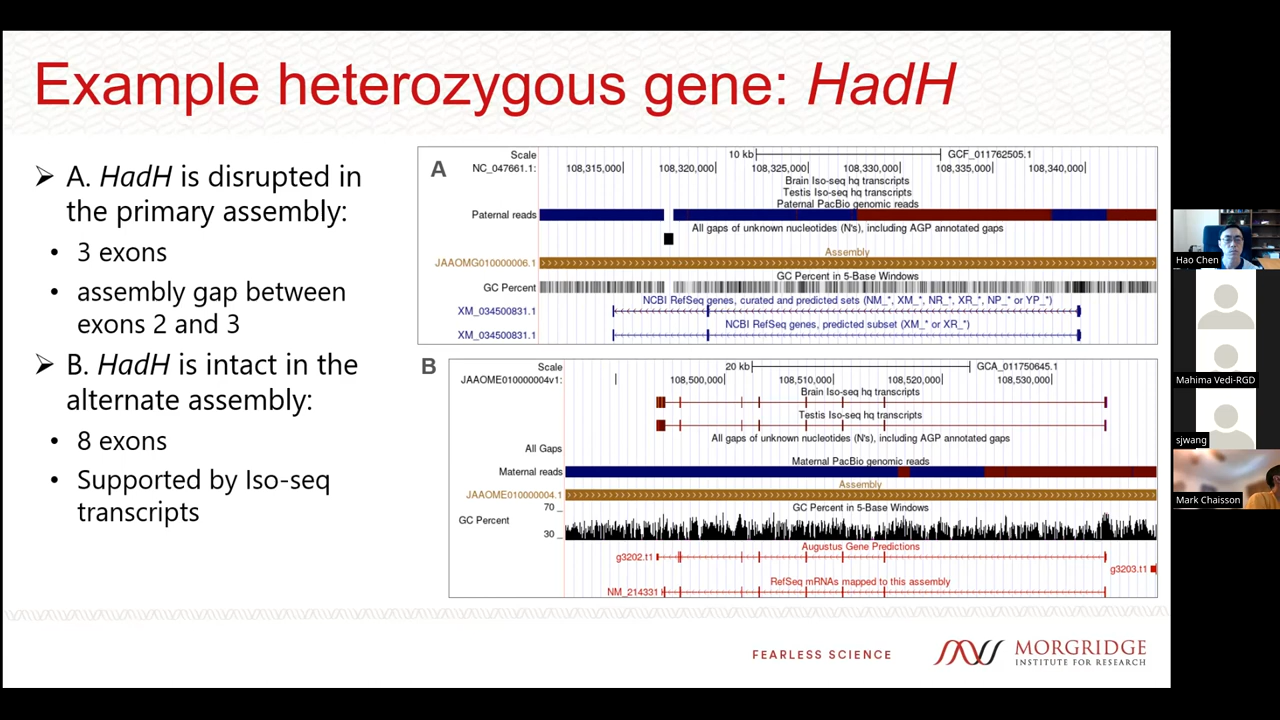 Example heterozygous gene: HadH
➢ A. HadH is disrupted in
the primary assembly:
• 3 exons
• assembly gap between
exons 2 and 3
➢ B. HadH is intact in the
alternate assembly:
• 8 exons
• Supported by Iso-seq
transcripts
A
Scale 10 kb GCF_011762505.1
NC_047661.1: 108,315,000 108,320,000 108,325,000 108,330,000 108,335,000 108,340,000
Brain Iso-seq hq transcripts
Testis Iso-seq hq transcripts
Paternal PacBio genomic reads
Paternal reads
All gaps of unknown nucleotides (N's), including AGP annotated gaps
Assembly
JAAOMG010000006.1
GC Percent in 5-Base Windows
GC Percent
NCBI RefSeq genes, curated and predicted sets (NM_*, XM_*, NR_*, XR_*, NP_* or YP_*)
XM_034500831.1
NCBI RefSeq genes, predicted subset (XM_* or XR_*)
XM_034500831.1
B
Scale 20 kb GCA_011750645.1
JAAOME010000004v1: 108,500,000 108,510,000 108,520,000 108,530,000
Brain Iso-seq hq transcripts
Testis Iso-seq hq transcripts
All gaps of unknown nucleotides (N's), including AGP annotated gaps
All Gaps
Maternal PacBio genomic reads
Maternal reads
Assembly
JAAOME010000004.1
GC Percent in 5-Base Windows
70 _
GC Percent
30 _
Augustus Gene Predictions
g3202.t1
g3203.t1
RefSeq mRNAs mapped to this assembly
NM_214331
FEARLESS SCIENCE
MORGRIDGE
INSTITUTE FOR RESEARCH
Hao Chen
Mahima Vedi-RGD
sjwang
Mark Chaisson